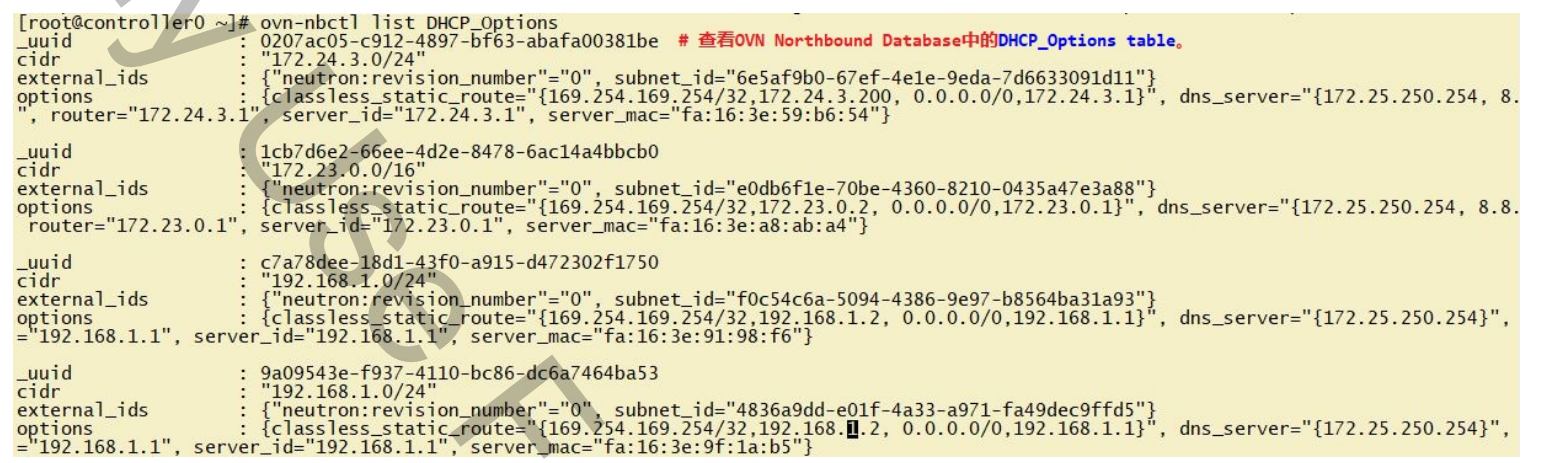 [root@controller0 ~]# ovn-nbctl list DHCP_Options
_uuid : 0207ac05-c912-4897-bf63-abafa00381be # 查看OVN Northbound Database中的DHCP_Options table。
cidr : "172.24.3.0/24"
external_ids : {"neutron:revision_number"="0", subnet_id="6e5af9b0-67ef-4e1e-9eda-7d6633091d11"}
options : {classless_static_route="{169.254.169.254/32,172.24.3.200, 0.0.0.0/0,172.24.3.1}", dns_server="{172.25.250.254, 8.
", router="172.24.3.1", server_id="172.24.3.1", server_mac="fa:16:3e:59:b6:54"}
_uuid : 1cb7d6e2-66ee-4d2e-8478-6ac14a4bbcb0
cidr : "172.23.0.0/16"
external_ids : {"neutron:revision_number"="0", subnet_id="e0db6f1e-70be-4360-8210-0435a47e3a88"}
options : {classless_static_route="{169.254.169.254/32,172.23.0.2, 0.0.0.0/0,172.23.0.1}", dns_server="{172.25.250.254, 8.8.
router="172.23.0.1", server_id="172.23.0.1", server_mac="fa:16:3e:a8:ab:a4"}
_uuid : c7a78dee-18d1-43f0-a915-d472302f1750
cidr : "192.168.1.0/24"
external_ids : {"neutron:revision_number"="0", subnet_id="f0c54c6a-5094-4386-9e97-b8564ba31a93"}
options : {classless_static_route="{169.254.169.254/32,192.168.1.2, 0.0.0.0/0,192.168.1.1}", dns_server="{172.25.250.254}",
="192.168.1.1", server_id="192.168.1.1", server_mac="fa:16:3e:91:98:f6"}
_uuid : 9a09543e-f937-4110-bc86-dc6a7464ba53
cidr : "192.168.1.0/24"
external_ids : {"neutron:revision_number"="0", subnet_id="4836a9dd-e01f-4a33-a971-fa49dec9ffd5"}
options : {classless_static_route="{169.254.169.254/32,192.168.1.2, 0.0.0.0/0,192.168.1.1}", dns_server="{172.25.250.254}",
="192.168.1.1", server_id="192.168.1.1", server_mac="fa:16:3e:9f:1a:b5"}
y Use F